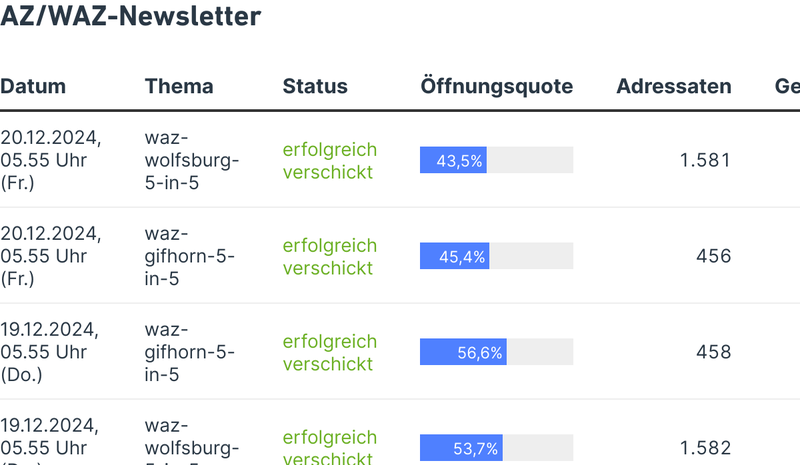 AZ/WAZ-Newsletter
Datum Thema Status Öffnungsquote Adressaten Ge
20.12.2024, 05.55 Uhr (Fr.) waz-wolfsburg-5-in-5 erfolgreich verschickt 43,5% 1.581
20.12.2024, 05.55 Uhr (Fr.) waz-gifhorn-5-in-5 erfolgreich verschickt 45,4% 456
19.12.2024, 05.55 Uhr (Do.) waz-gifhorn-5-in-5 erfolgreich verschickt 56,6% 458
19.12.2024, 05.55 Uhr waz-wolfsburg- erfolgreich verschickt 53,7% 1.582